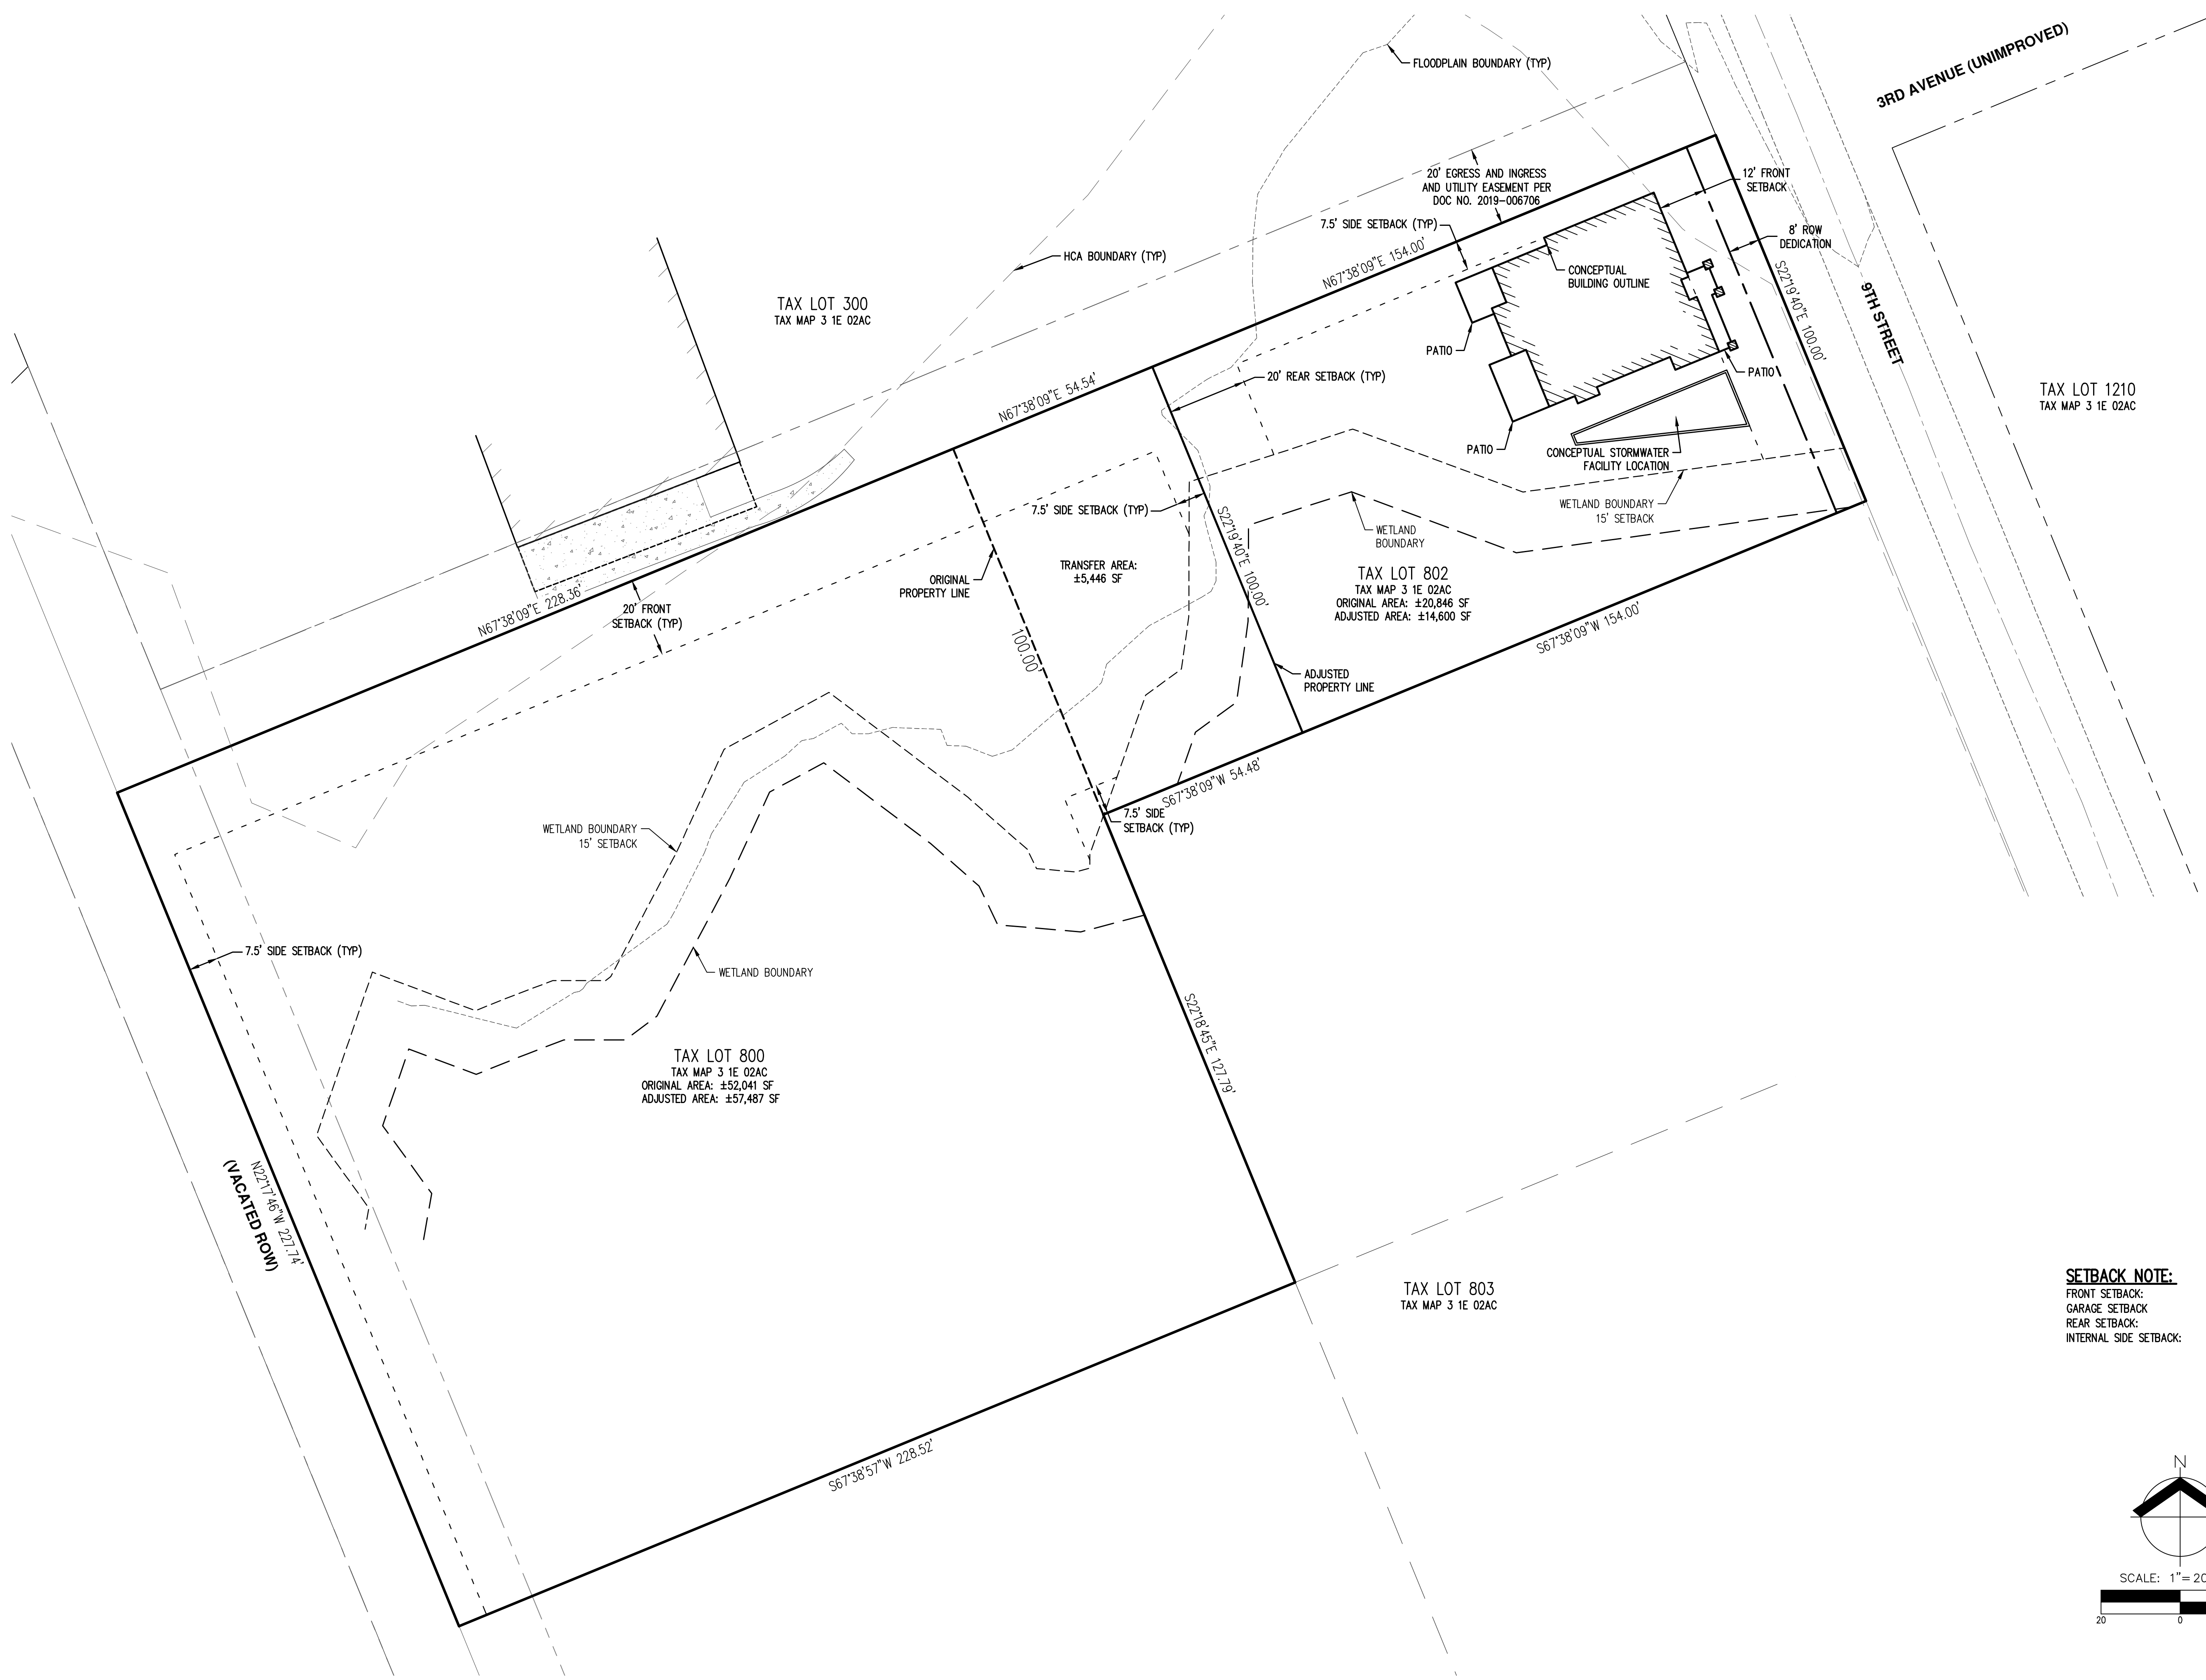 3RD AVENUE (UNIMPROVED)
FLOODPLAIN BOUNDARY (TYP)
20' EGRESS AND INGRESS
AND UTILITY EASEMENT PER
DOC NO. 2019-006706
12' FRONT
SETBACK
7.5' SIDE SETBACK (TYP)
8' ROW
DEDICATION
HCA BOUNDARY (TYP)
N67°38'09"E 154.00'
CONCEPTUAL
BUILDING OUTLINE
S22°19'40"E 100.00'
9TH STREET
TAX LOT 300
TAX MAP 3 1E 02AC
PATIO
PATIO
20' REAR SETBACK (TYP)
N67°38'09"E 54.54'
TAX LOT 1210
TAX MAP 3 1E 02AC
PATIO
CONCEPTUAL STORMWATER
FACILITY LOCATION
WETLAND BOUNDARY
15' SETBACK
7.5' SIDE SETBACK (TYP)
S22°19'40"E 100.00'
WETLAND
BOUNDARY
TRANSFER AREA:
±5,446 SF
ORIGINAL
PROPERTY LINE
TAX LOT 802
TAX MAP 3 1E 02AC
ORIGINAL AREA: ±20,846 SF
ADJUSTED AREA: ±14,600 SF
N67°38'09"E 228.36'
20' FRONT
SETBACK (TYP)
100.00'
S67°38'09"W 154.00'
ADJUSTED
PROPERTY LINE
S67°38'09"W 54.48'
7.5' SIDE
SETBACK (TYP)
WETLAND BOUNDARY
15' SETBACK
7.5' SIDE SETBACK (TYP)
WETLAND BOUNDARY
S22°18'45"E 127.79'
TAX LOT 800
TAX MAP 3 1E 02AC
ORIGINAL AREA: ±52,041 SF
ADJUSTED AREA: ±57,487 SF
N22°17'46"W 227.74'
(VACATED ROW)
TAX LOT 803
TAX MAP 3 1E 02AC
SETBACK NOTE:
FRONT SETBACK:
GARAGE SETBACK
REAR SETBACK:
INTERNAL SIDE SETBACK:
S67°38'57"W 228.52'
N
SCALE: 1"= 20
20 0